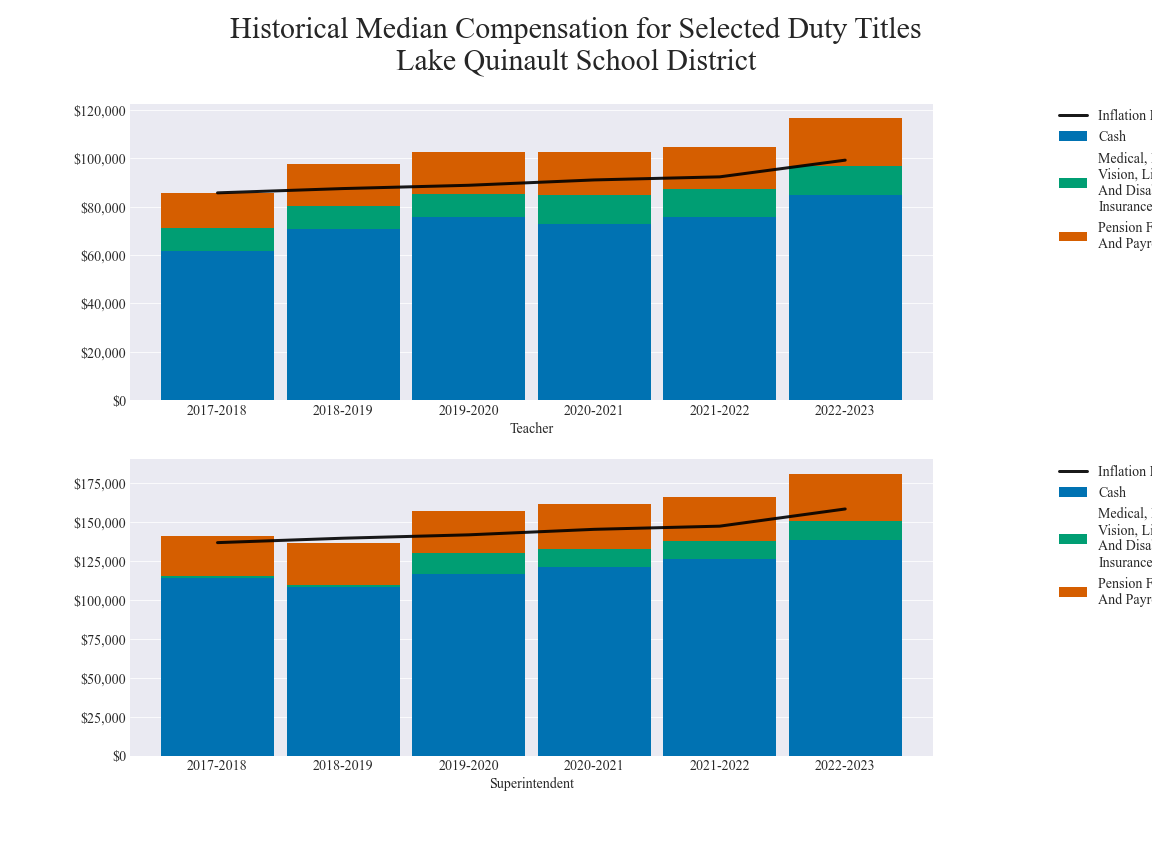 Historical Median Compensation for Selected Duty Titles
Lake Quinault School District
$120,000
$100,000
$80,000
$60,000
$40,000
$20,000
$0
2017-2018 2018-2019 2019-2020 2020-2021 2021-2022 2022-2023
Teacher
Inflation
Cash
Medical,
Vision,
And
Insurance
Pension
And
$175,000
$150,000
$125,000
$100,000
$75,000
$50,000
$25,000
$0
2017-2018 2018-2019 2019-2020 2020-2021 2021-2022 2022-2023
Superintendent
Inflation
Cash
Medical,
Vision,
And
Insurance
Pension
And